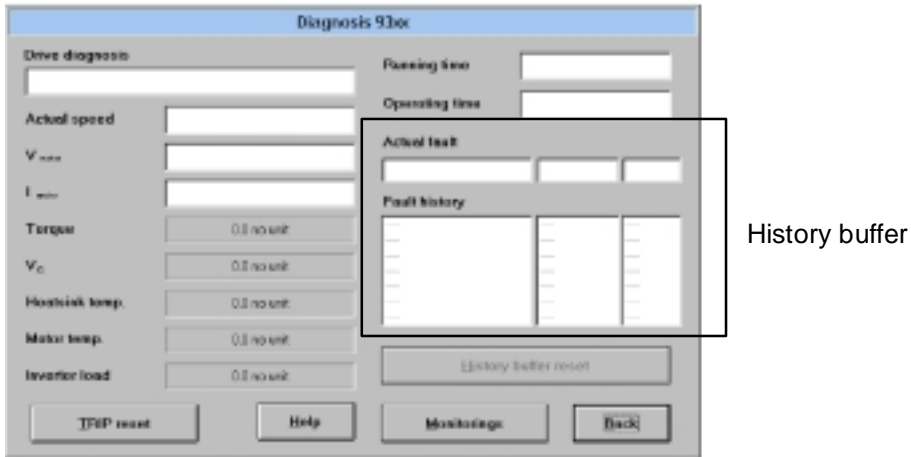 Diagnosis 93xx
Drive diagnosis
Actual speed
V motor
I motor
Torque 0.0 no unit
V G 0.0 no unit
Heatsink temp. 0.0 no unit
Motor temp. 0.0 no unit
Inverter load 0.0 no unit
TRIP reset
Help
Running time
Operating time
Actual fault
Fault history
--- --- ---
--- --- ---
--- --- ---
--- --- ---
--- --- ---
--- --- ---
--- --- ---
History buffer reset
Monitorings
Back
History buffer